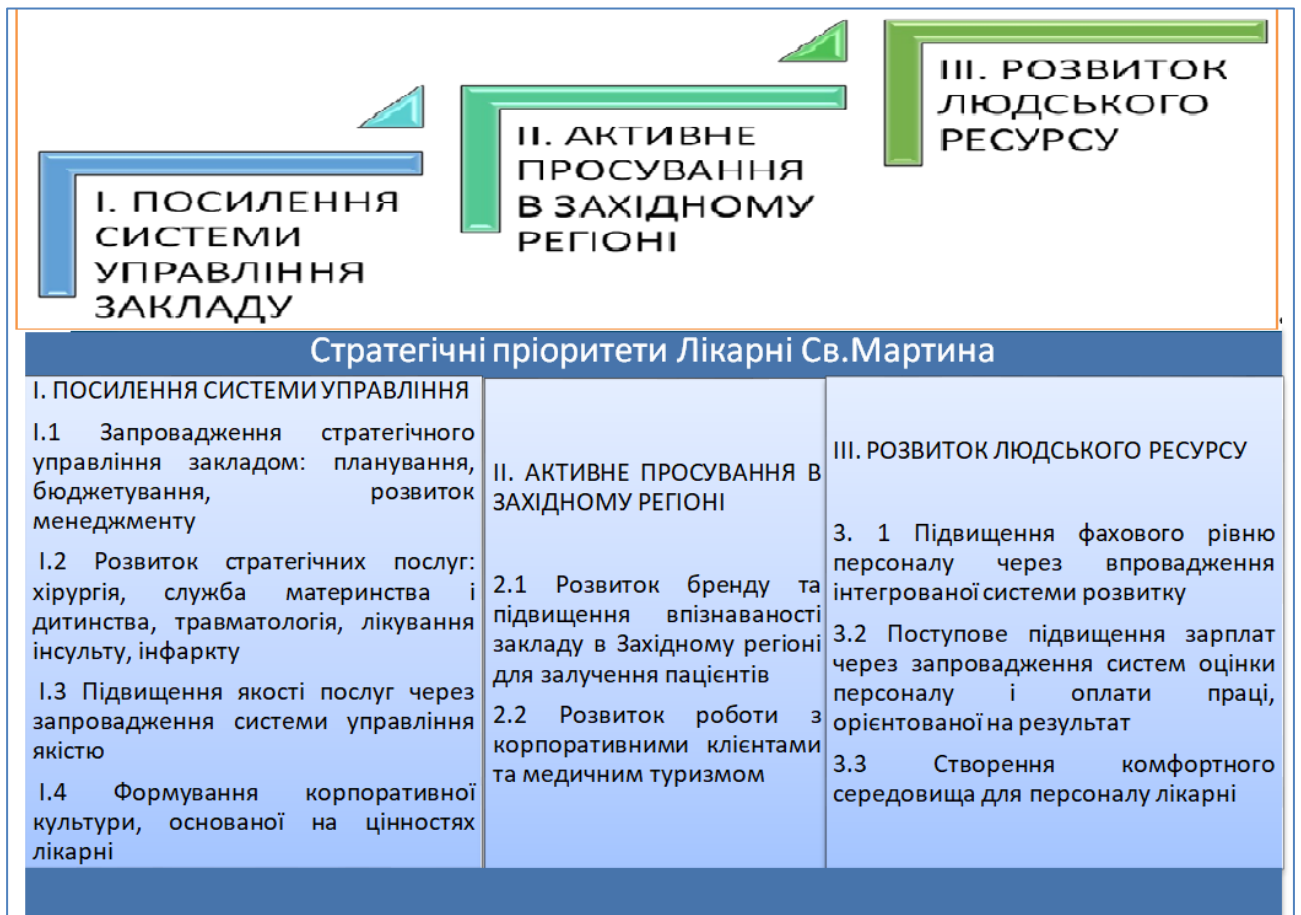 І. ПОСИЛЕННЯ
СИСТЕМИ
УПРАВЛІННЯ
ЗАКЛАДУ
ІІ. АКТИВНЕ
ПРОСУВАННЯ
В ЗАХІДНОМУ
РЕГІОНІ
ІІІ. РОЗВИТОК
ЛЮДСЬКОГО
РЕСУРСУ
Стратегічні пріоритети Лікарні Св.Мартина
І. ПОСИЛЕННЯ СИСТЕМИ УПРАВЛІННЯ
І.1 Запровадження стратегічного
управління закладом: планування,
бюджетування, розвиток
менеджменту
І.2 Розвиток стратегічних послуг:
хірургія, служба материнства і
дитинства, травматологія, лікування
інсульту, інфаркту
І.3 Підвищення якості послуг через
запровадження системи управління
якістю
І.4 Формування корпоративної
культури, основаної на цінностях
лікарні
ІІ. АКТИВНЕ ПРОСУВАННЯ В
ЗАХІДНОМУ РЕГІОНІ
2.1 Розвиток бренду та
підвищення впізнаваності
закладу в Західному регіоні
для залучення пацієнтів
2.2 Розвиток роботи з
корпоративними клієнтами
та медичним туризмом
ІІІ. РОЗВИТОК ЛЮДСЬКОГО РЕСУРСУ
3. 1 Підвищення фахового рівню
персоналу через впровадження
інтегрованої системи розвитку
3.2 Поступове підвищення зарплат
через запровадження систем оцінки
персоналу і оплати праці,
орієнтованої на результат
3.3 Створення комфортного
середовища для персоналу лікарні